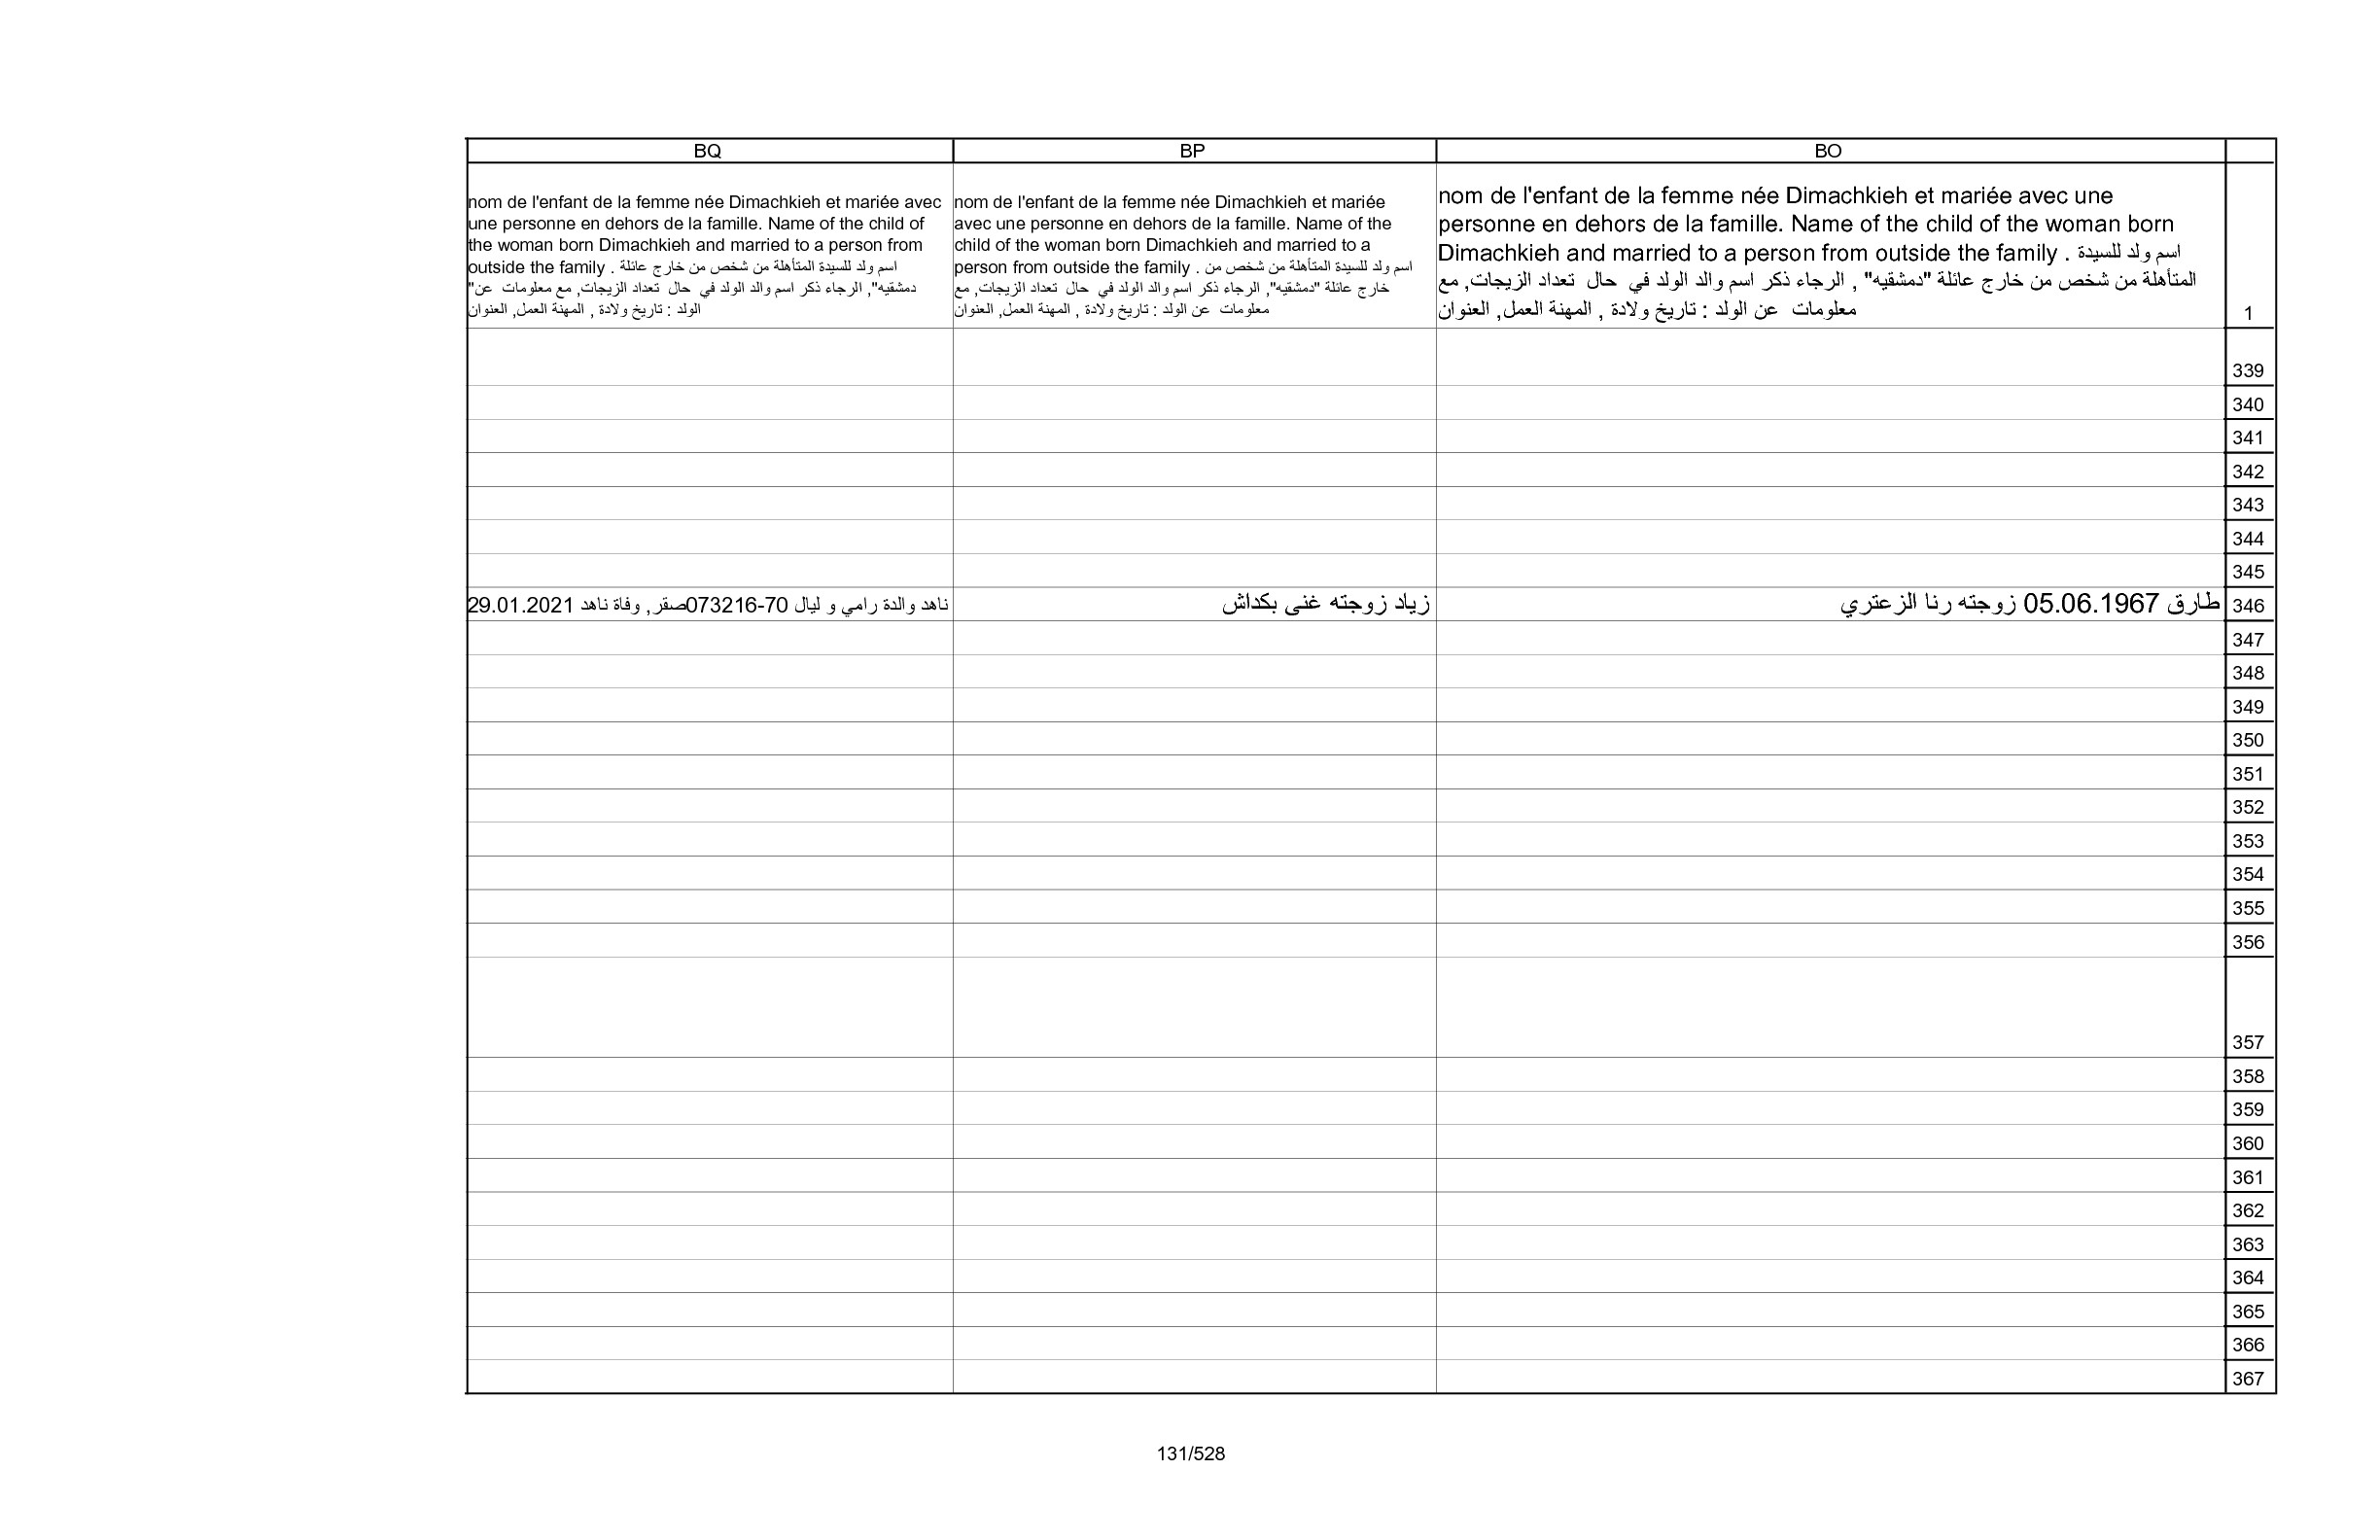 BQ BP BO
nom de l'enfant de la femme née Dimachkieh et mariée avec
une personne en dehors de la famille. Name of the child of
the woman born Dimachkieh and married to a person from
outside the family . اسم ولد للسيدة المتأهلة من شخص من خارج عائلة
"دمشقيه", الرجاء ذكر اسم والد الولد في حال تعداد الزيجات, مع معلومات عن
الولد : تاريخ ولادة , المهنة العمل, العنوان
nom de l'enfant de la femme née Dimachkieh et mariée
avec une personne en dehors de la famille. Name of the
child of the woman born Dimachkieh and married to a
person from outside the family . اسم ولد للسيدة المتأهلة من شخص من
خارج عائلة "دمشقيه", الرجاء ذكر اسم والد الولد في حال تعداد الزيجات, مع
معلومات عن الولد : تاريخ ولادة , المهنة العمل, العنوان
nom de l'enfant de la femme née Dimachkieh et mariée avec une
personne en dehors de la famille. Name of the child of the woman born
Dimachkieh and married to a person from outside the family . اسم ولد للسيدة
المتأهلة من شخص من خارج عائلة "دمشقيه" , الرجاء ذكر اسم والد الولد في حال تعداد الزيجات, مع
معلومات عن الولد : تاريخ ولادة , المهنة العمل, العنوان
1
339
340
341
342
343
344
345
346 طارق 05.06.1967 زوجته رنا الزعتري
زياد زوجته غنى بكداش
ناهد والدة رامي و ليال 70-073216صقر, وفاة ناهد 29.01.2021
347
348
349
350
351
352
353
354
355
356
357
358
359
360
361
362
363
364
365
366
367
131/528